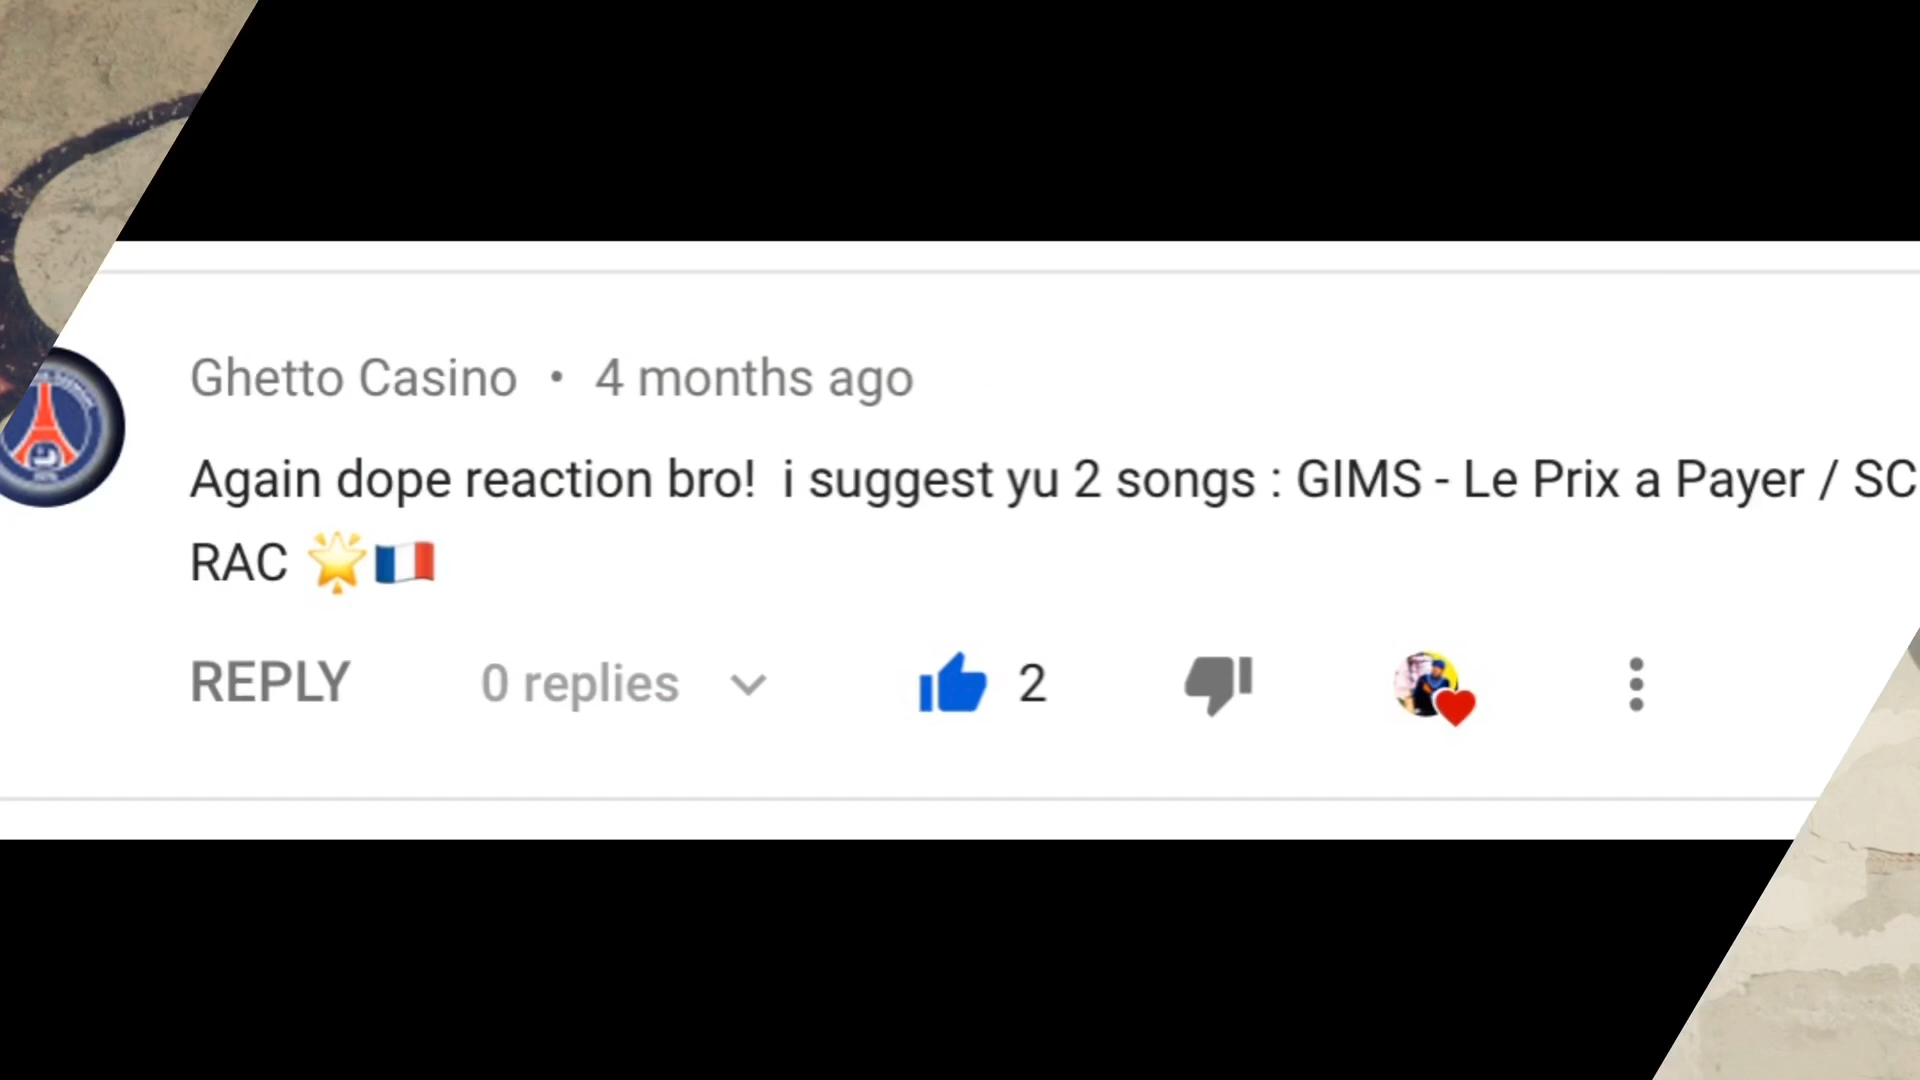 Ghetto Casino • 4 months ago
Again dope reaction bro!  i suggest yu 2 songs : GIMS - Le Prix a Payer / SC
RAC 🌟🇫🇷
REPLY 0 replies 2